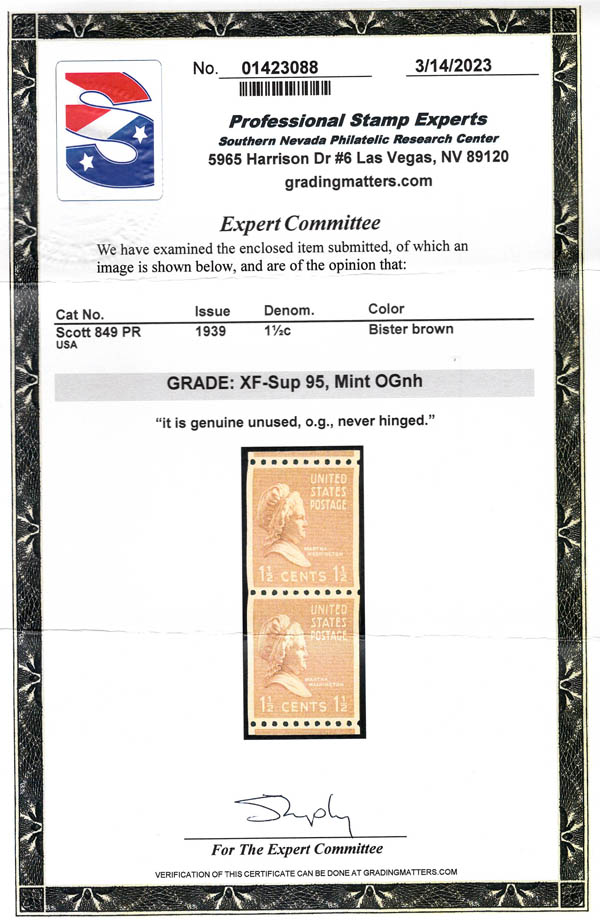 No. 01423088 3/14/2023
Professional Stamp Experts
Southern Nevada Philatelic Research Center
5965 Harrison Dr #6 Las Vegas, NV 89120
gradingmatters.com
Expert Committee
We have examined the enclosed item submitted, of which an
image is shown below, and are of the opinion that:
Cat No. Issue Denom. Color
Scott 849 PR 1939 1½c Bister brown
USA
GRADE: XF-Sup 95, Mint OGnh
“it is genuine unused, o.g., never hinged.”
UNITED
STATES
POSTAGE
MARTHA
WASHINGTON
1½ CENTS 1½
UNITED
STATES
POSTAGE
MARTHA
WASHINGTON
1½ CENTS 1½
For The Expert Committee
VERIFICATION OF THIS CERTIFICATE CAN BE DONE AT GRADINGMATTERS.COM